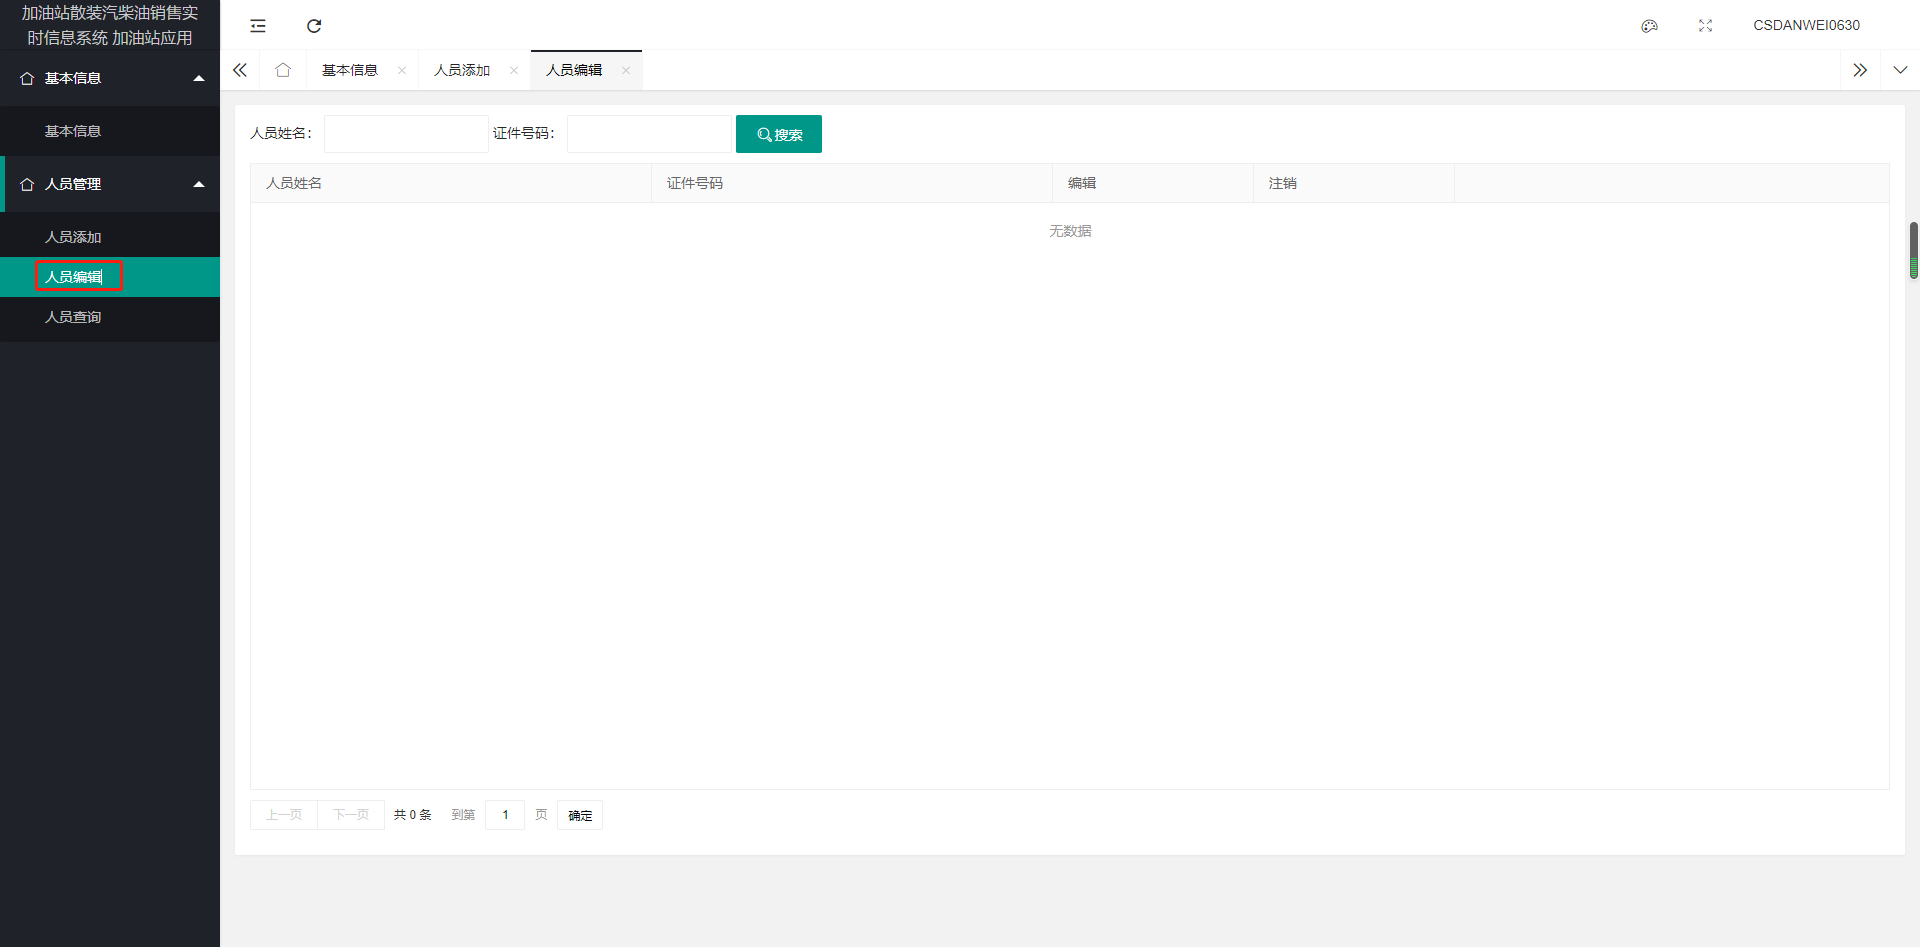 加油站散装汽柴油销售实
时信息系统 加油站应用
CSDANWEI0630
基本信息
基本信息
人员管理
人员添加
人员编辑
人员查询
基本信息 人员添加 人员编辑
人员姓名： 证件号码： 搜索
人员姓名 证件号码 编辑 注销
无数据
上一页 下一页 共 0 条 到第 1 页 确定